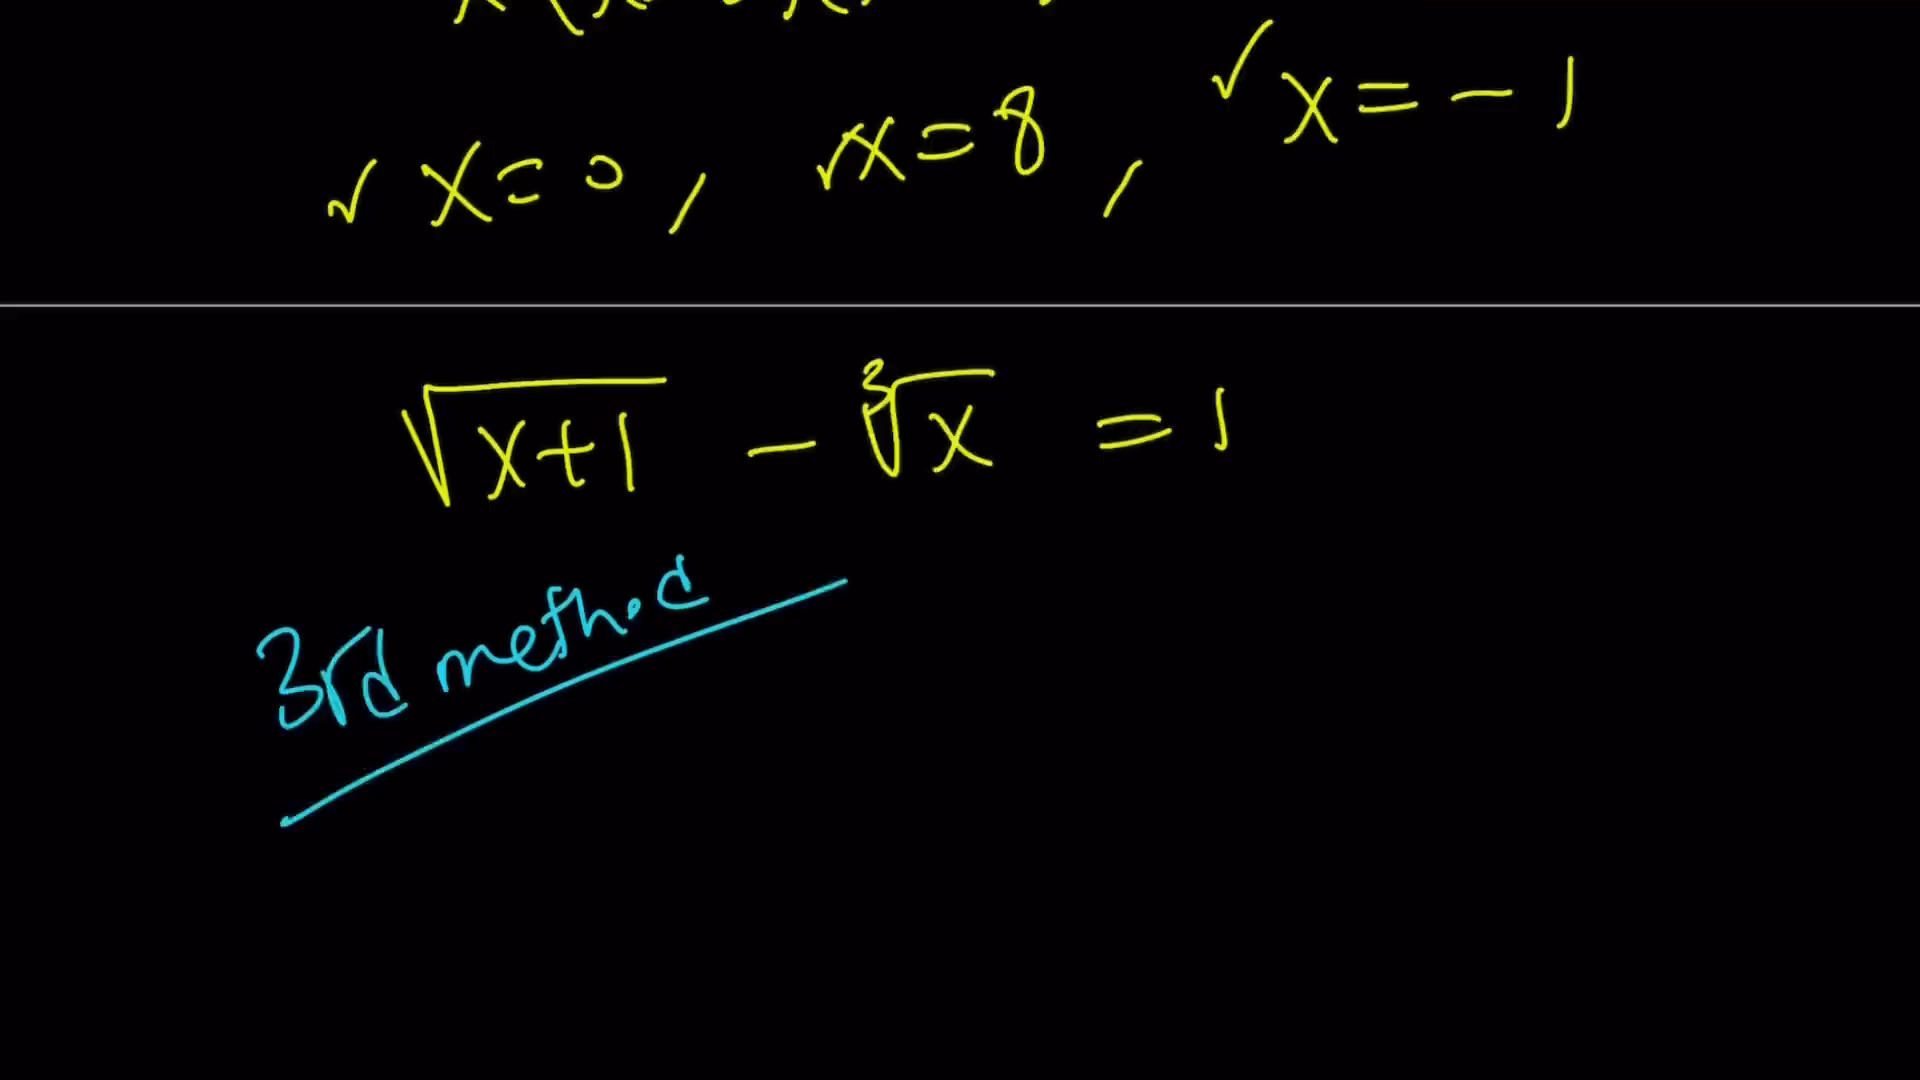 ✓ x = 0, ✓ x = 8, ✓ x = - 1
√(x+1) - ∛x = 1
3rd method